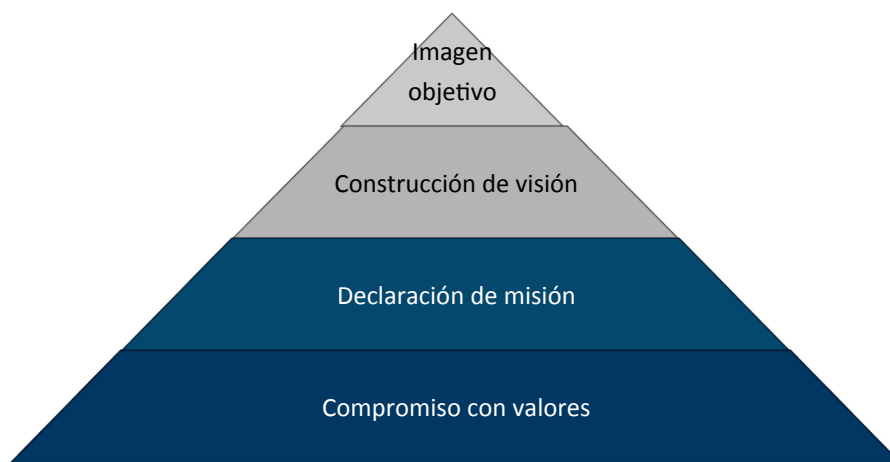 Imagen
objetivo
Construcción de visión
Declaración de misión
Compromiso con valores